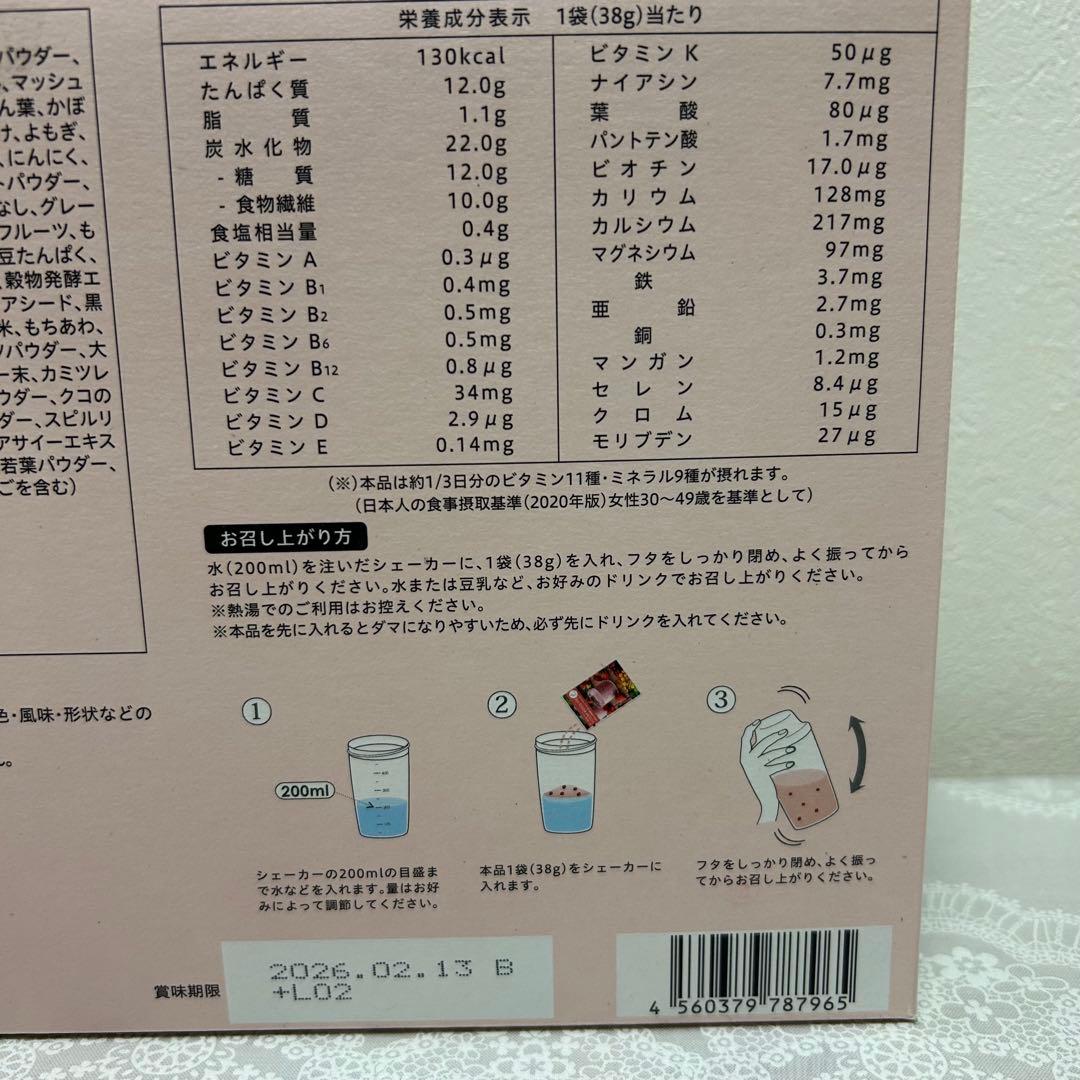 栄養成分表示 1袋(38g)当たり
エネルギー 130kcal
たんぱく質 12.0g
脂質 1.1g
炭水化物 22.0g
-糖質 12.0g
-食物繊維 10.0g
食塩相当量 0.4g
ビタミン A 0.3μg
ビタミン B1 0.4mg
ビタミン B2 0.5mg
ビタミン B6 0.5mg
ビタミン B12 0.8μg
ビタミン C 34mg
ビタミン D 2.9μg
ビタミン E 0.14mg
ビタミン K 50μg
ナイアシン 7.7mg
葉酸 80μg
パントテン酸 1.7mg
ビオチン 17.0μg
カリウム 128mg
カルシウム 217mg
マグネシウム 97mg
鉄 3.7mg
亜鉛 2.7mg
銅 0.3mg
マンガン 1.2mg
セレン 8.4μg
クロム 15μg
モリブデン 27μg
パウダー、
、マッシュ
ん葉、かぼ
け、よもぎ、
、にんにく、
トパウダー、
なし、グレー
フルーツ、も
豆たんぱく、
、穀物発酵エ
アシード、黒
米、もちあわ、
ツパウダー、大
ー末、カミツレ
ウダー、クコの
ダー、スピルリ
アサイーエキス
若葉パウダー、
ごを含む)
(※)本品は約1/3日分のビタミン11種・ミネラル9種が摂れます。
(日本人の食事摂取基準(2020年版)女性30～49歳を基準として)
お召し上がり方
水(200ml)を注いだシェーカーに、1袋(38g)を入れ、フタをしっかり閉め、よく振ってから
お召し上がりください。水または豆乳など、お好みのドリンクでお召し上がりください。
※熱湯でのご利用はお控えください。
※本品を先に入れるとダマになりやすいため、必ず先にドリンクを入れてください。
色・風味・形状などの
ん。
①
200ml
シェーカーの200mlの目盛ま
で水などを入れます。量はお好
みによって調節してください。
②
本品1袋(38g)をシェーカーに
入れます。
③
フタをしっかり閉め、よく振っ
てからお召し上がりください。
賞味期限
2026.02.13 B
+L02
4 560379 787965